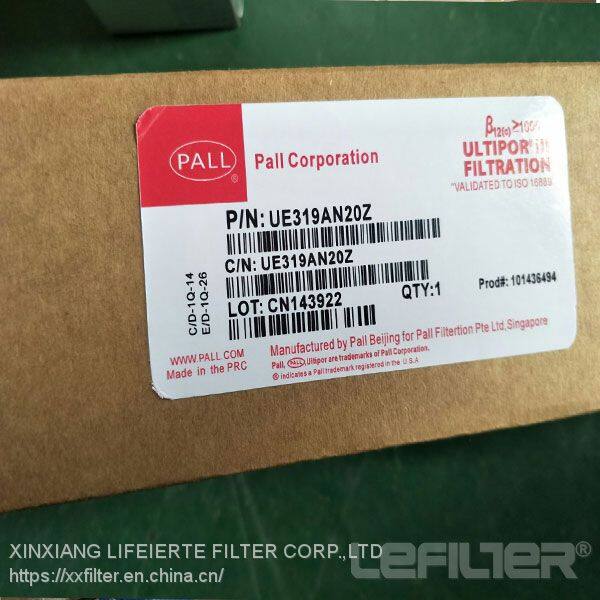 PALL
®
Pall Corporation
β12(c)≥1000
ULTIPOR® III
FILTRATION
*VALIDATED TO ISO 16889
P/N: UE319AN20Z
C/N: UE319AN20Z
C/D-1Q-14
E/D-1Q-26
LOT: CN143922
QTY:1
Prod#: 101436494
WWW.PALL.COM
Made in the PRC
Manufactured by Pall Beijing for Pall Filtertion Pte Ltd,Singapore
Pall, PALL, Ultipor are trademarks of Pall Corporation.
® indicates a Pall trademark registered in the U.S.A
LEFILTER®
XINXIANG LIFEIERTE FILTER CORP.,LTD
https://xxfilter.en.china.cn/